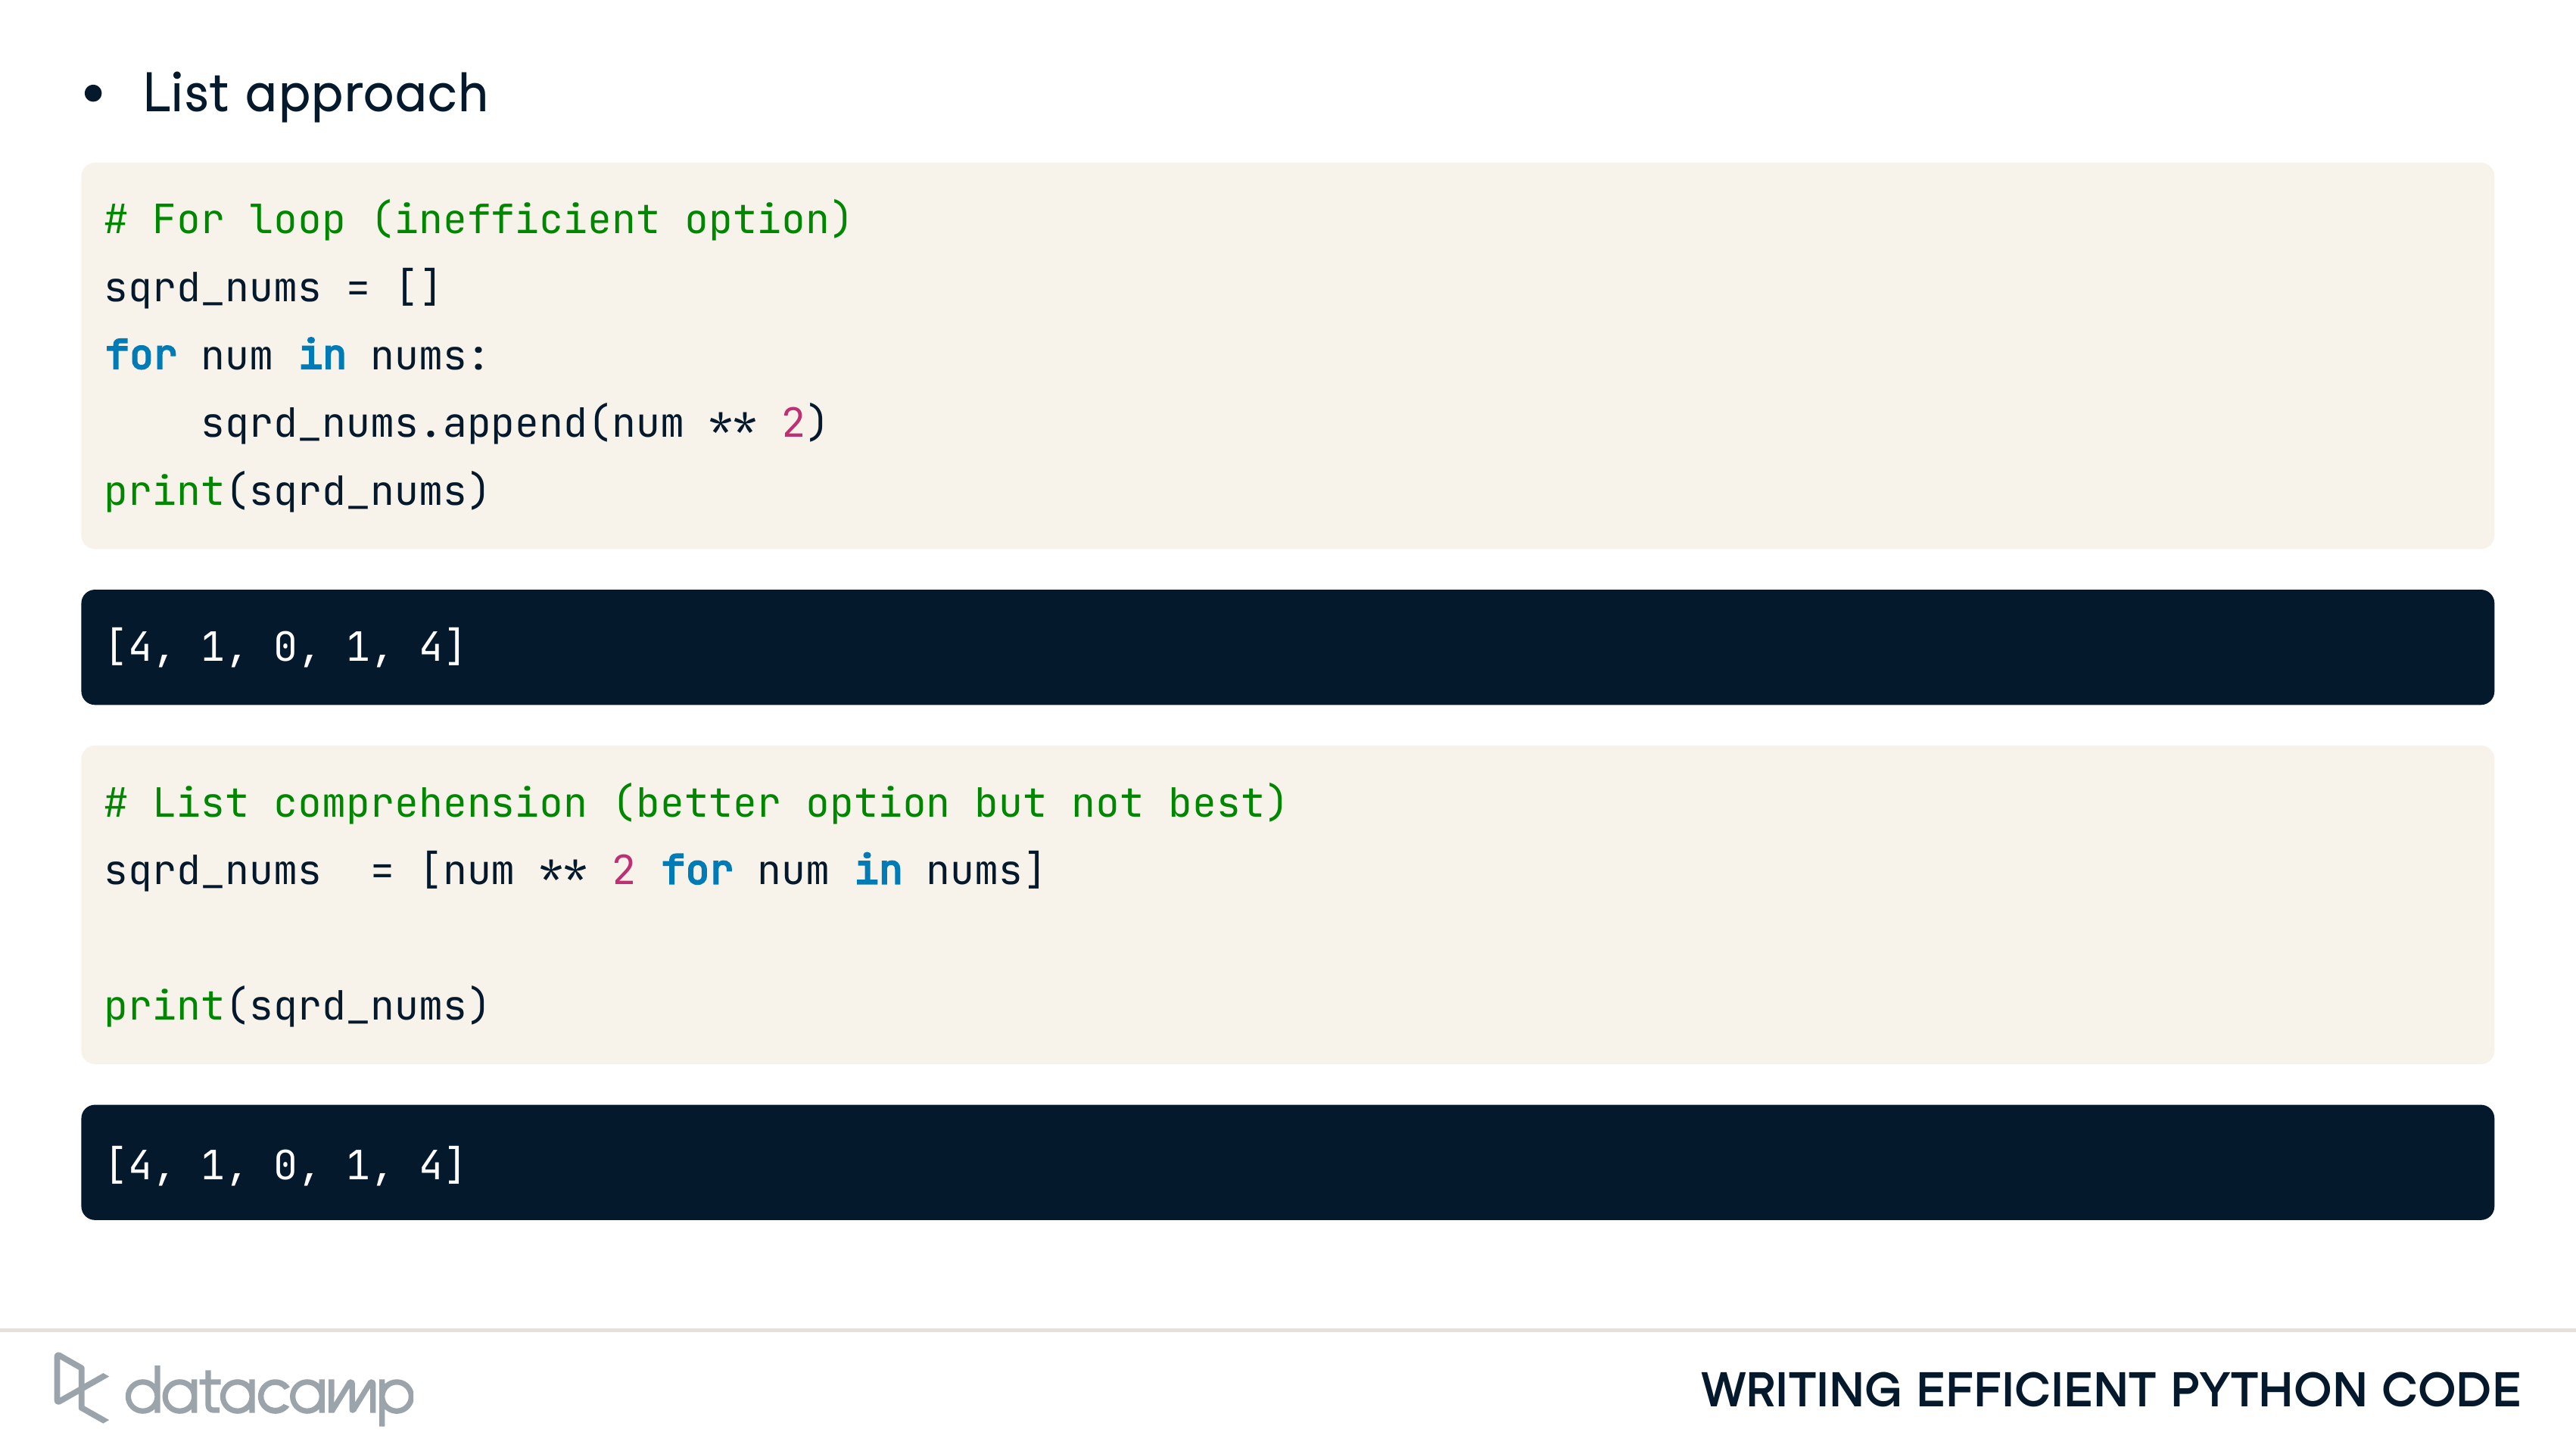 • List approach
# For loop (inefficient option)
sqrd_nums = []
for num in nums:
    sqrd_nums.append(num ** 2)
print(sqrd_nums)
[4, 1, 0, 1, 4]
# List comprehension (better option but not best)
sqrd_nums  = [num ** 2 for num in nums]
print(sqrd_nums)
[4, 1, 0, 1, 4]
datacamp
WRITING EFFICIENT PYTHON CODE